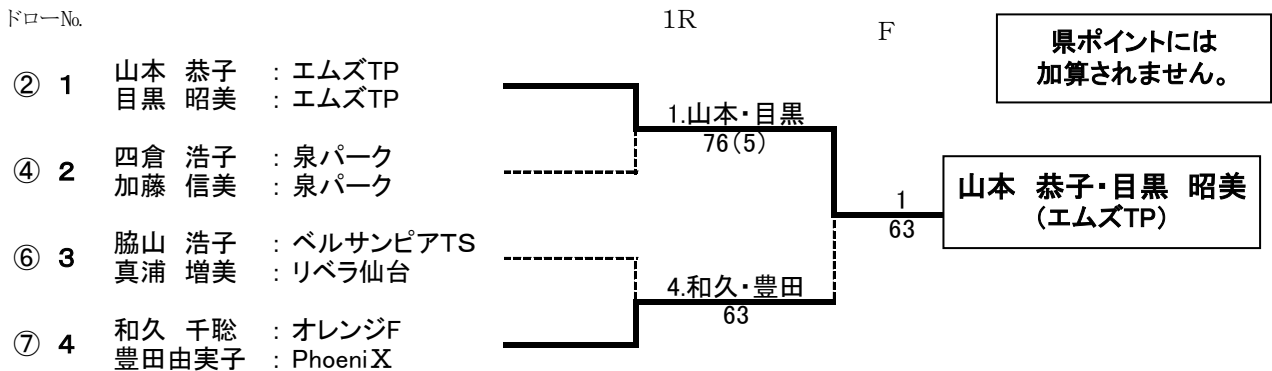 ドローNo.
1R
F
県ポイントには
加算されません。
② 1 山本 恭子 : エムズTP
目黒 昭美 : エムズTP
1.山本・目黒
76(5)
④ 2 四倉 浩子 : 泉パーク
加藤 信美 : 泉パーク
1
63
山本 恭子・目黒 昭美
(エムズTP)
⑥ 3 脇山 浩子 : ベルサンピアTS
真浦 増美 : リベラ仙台
4.和久・豊田
63
⑦ 4 和久 千聡 : オレンジF
豊田由実子 : PhoeniX